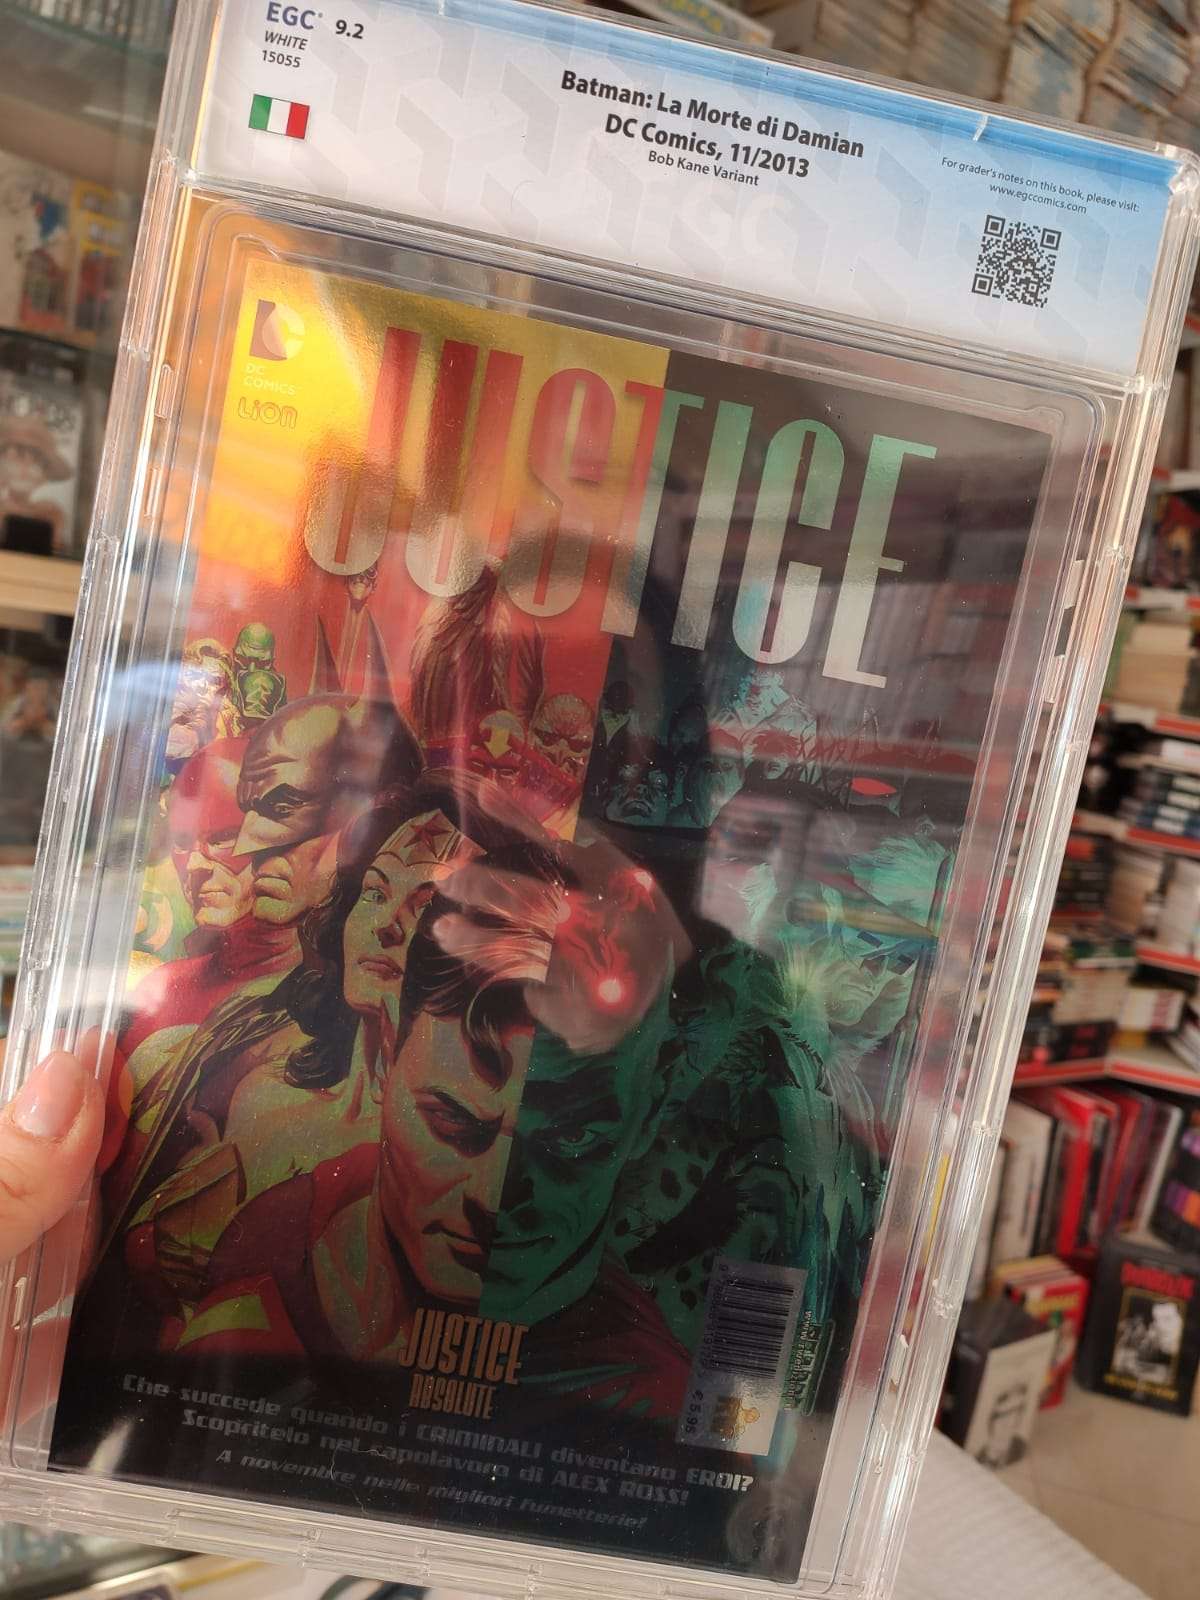 EGC 9.2
WHITE
15055
Batman: La Morte di Damian
DC Comics, 11/2013
Bob Kane Variant
For grader's notes on this book, please visit:
www.egccomics.com
DC
COMICS
LION
JUSTICE
JUSTICE
ABSOLUTE
€ 5,95
Che succede quando i CRIMINALI diventano EROI?
Scopritelo nel capolavoro di ALEX ROSS!
A novembre nelle migliori fumetterie!